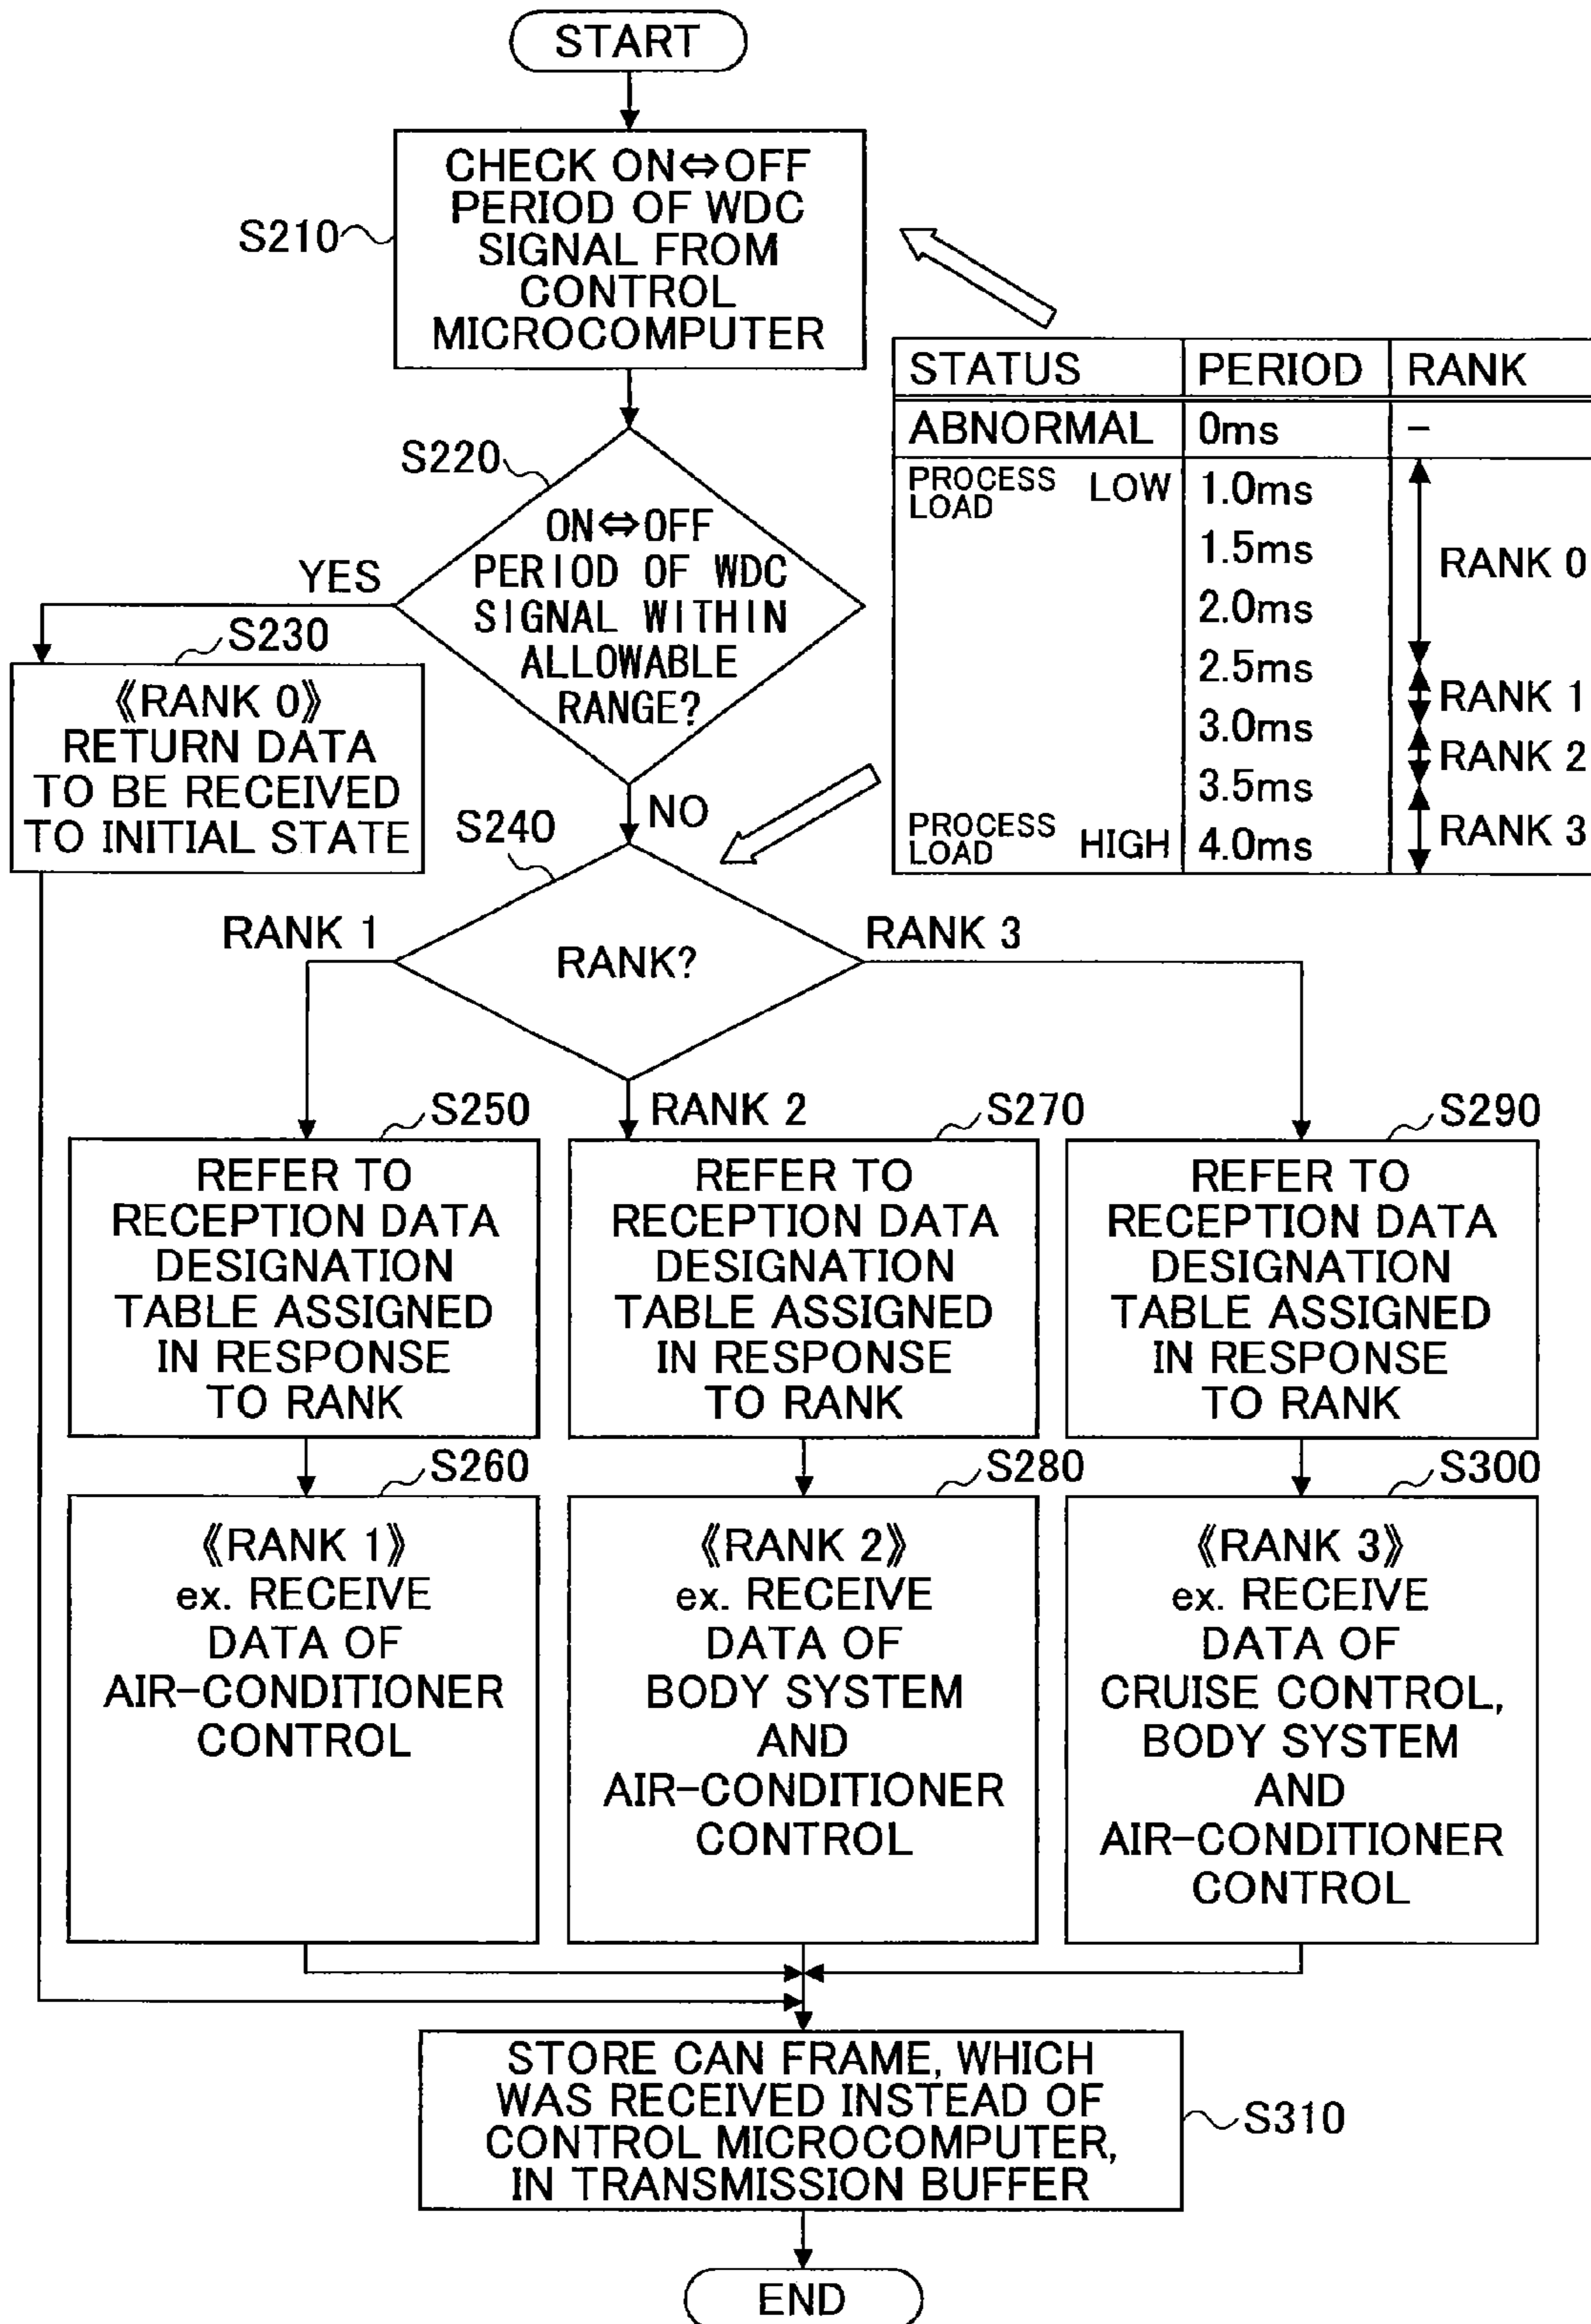 START
CHECK ON⇔OFF
PERIOD OF WDC
SIGNAL FROM
CONTROL
MICROCOMPUTER
S210
STATUS PERIOD RANK
ABNORMAL 0ms -
PROCESS LOAD LOW 1.0ms
1.5ms
RANK 0
2.0ms
2.5ms
RANK 1
3.0ms
RANK 2
3.5ms
RANK 3
PROCESS LOAD HIGH 4.0ms
S220
ON⇔OFF
PERIOD OF WDC
SIGNAL WITHIN
ALLOWABLE
RANGE?
YES
S230
《RANK 0》
RETURN DATA
TO BE RECEIVED
TO INITIAL STATE
NO
S240
RANK?
RANK 1
RANK 3
RANK 2
S250
REFER TO
RECEPTION DATA
DESIGNATION
TABLE ASSIGNED
IN RESPONSE
TO RANK
S270
REFER TO
RECEPTION DATA
DESIGNATION
TABLE ASSIGNED
IN RESPONSE
TO RANK
S290
REFER TO
RECEPTION DATA
DESIGNATION
TABLE ASSIGNED
IN RESPONSE
TO RANK
S260
《RANK 1》
ex. RECEIVE
DATA OF
AIR-CONDITIONER
CONTROL
S280
《RANK 2》
ex. RECEIVE
DATA OF
BODY SYSTEM
AND
AIR-CONDITIONER
CONTROL
S300
《RANK 3》
ex. RECEIVE
DATA OF
CRUISE CONTROL,
BODY SYSTEM
AND
AIR-CONDITIONER
CONTROL
STORE CAN FRAME, WHICH
WAS RECEIVED INSTEAD OF
CONTROL MICROCOMPUTER,
IN TRANSMISSION BUFFER
S310
END